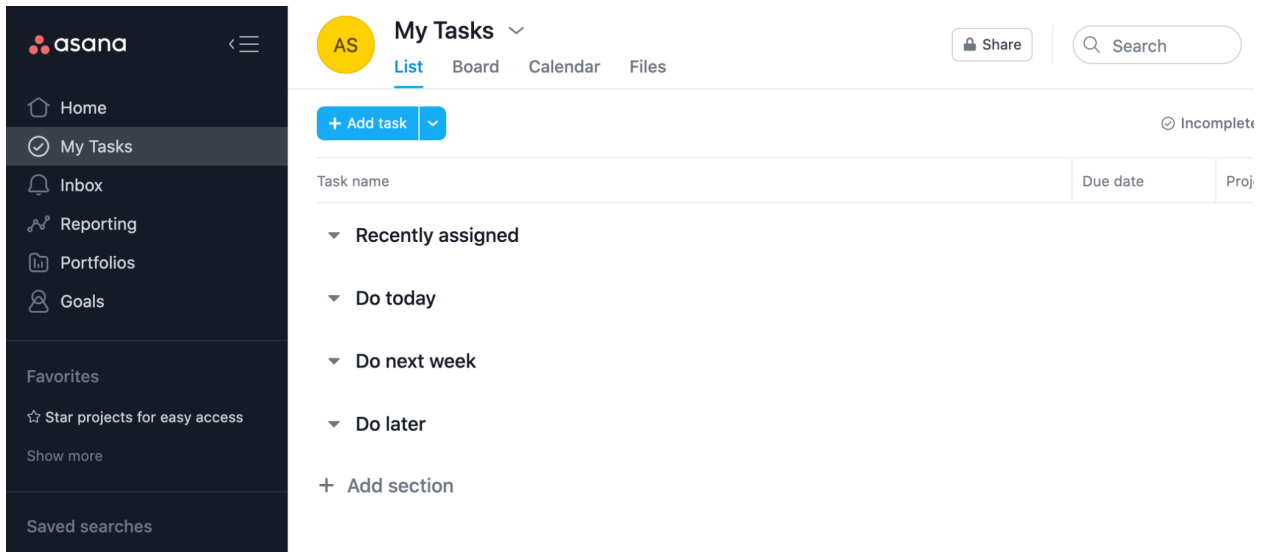 asana
Home
My Tasks
Inbox
Reporting
Portfolios
Goals
Favorites
Star projects for easy access
Show more
Saved searches
AS
My Tasks
List Board Calendar Files
Share
Search
+ Add task
Incomplete
Task name Due date Proj
Recently assigned
Do today
Do next week
Do later
+ Add section